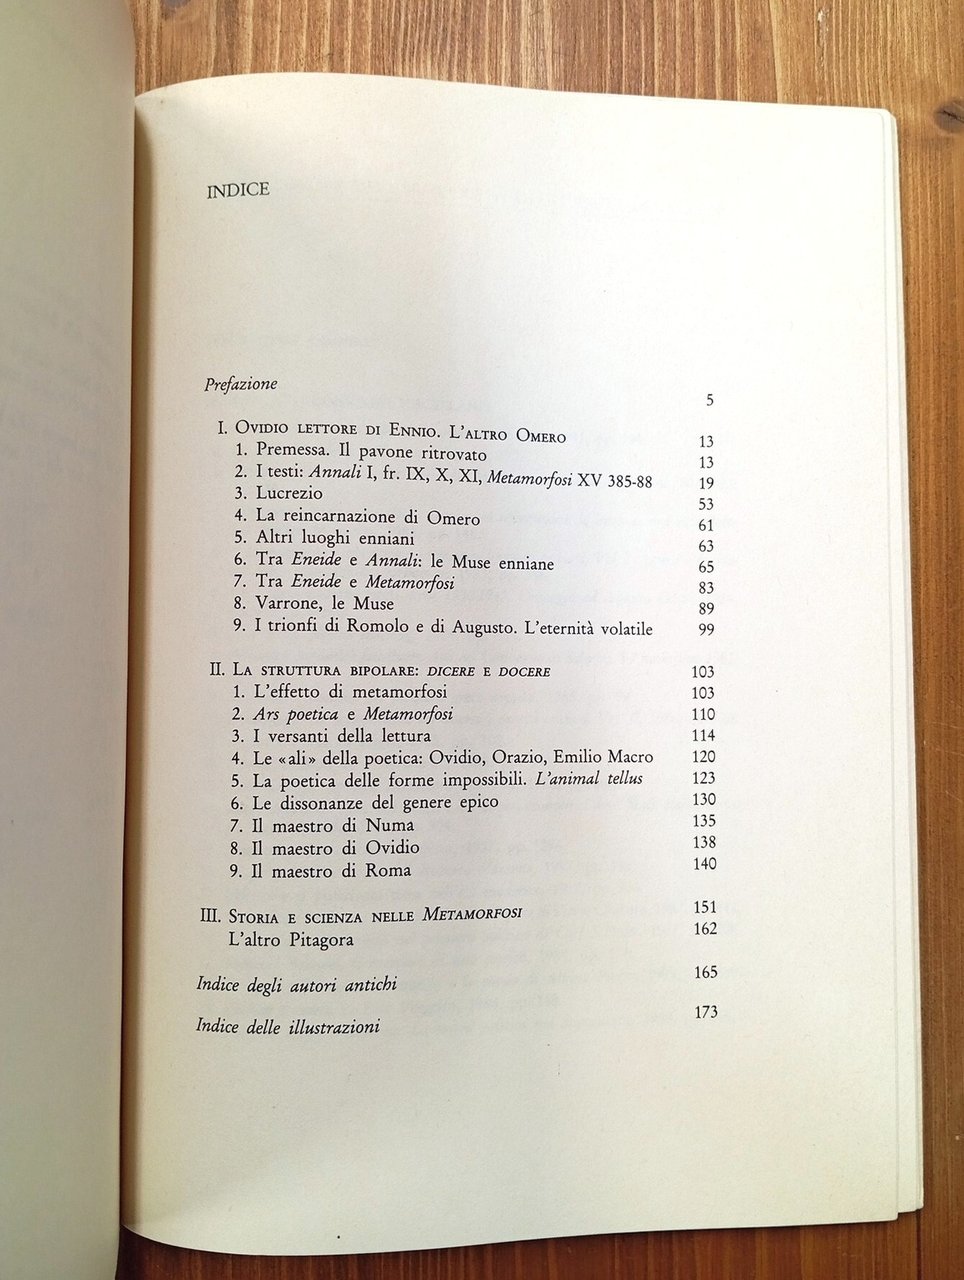 INDICE
Prefazione 5
I. Ovidio lettore di Ennio. L'altro Omero 13
1. Premessa. Il pavone ritrovato 13
2. I testi: Annali I, fr. IX, X, XI, Metamorfosi XV 385-88 19
3. Lucrezio 53
4. La reincarnazione di Omero 61
5. Altri luoghi enniani 63
6. Tra Eneide e Annali: le Muse enniane 65
7. Tra Eneide e Metamorfosi 83
8. Varrone, le Muse 89
9. I trionfi di Romolo e di Augusto. L'eternità volatile 99
II. La struttura bipolare: dicere e docere 103
1. L'effetto di metamorfosi 103
2. Ars poetica e Metamorfosi 110
3. I versanti della lettura 114
4. Le «ali» della poetica: Ovidio, Orazio, Emilio Macro 120
5. La poetica delle forme impossibili. L'animal tellus 123
6. Le dissonanze del genere epico 130
7. Il maestro di Numa 135
8. Il maestro di Ovidio 138
9. Il maestro di Roma 140
III. Storia e scienza nelle Metamorfosi 151
L'altro Pitagora 162
Indice degli autori antichi 165
Indice delle illustrazioni 173